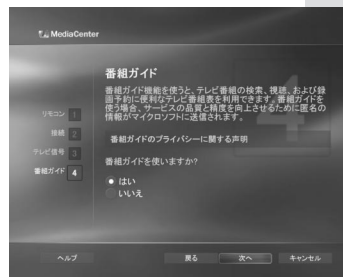 MediaCenter
番組ガイド
番組ガイド機能を使うと、テレビ番組の検索、視聴、および録
画予約に便利なテレビ番組表を利用できます。番組ガイドを
使う場合、サービスの品質と精度を向上させるために匿名の
情報がマイクロソフトに送信されます。
リモコン 1
接続 2
テレビ信号 3
番組ガイド 4
番組ガイドのプライバシーに関する声明
番組ガイドを使いますか?
はい
いいえ
ヘルプ 戻る 次へ キャンセル